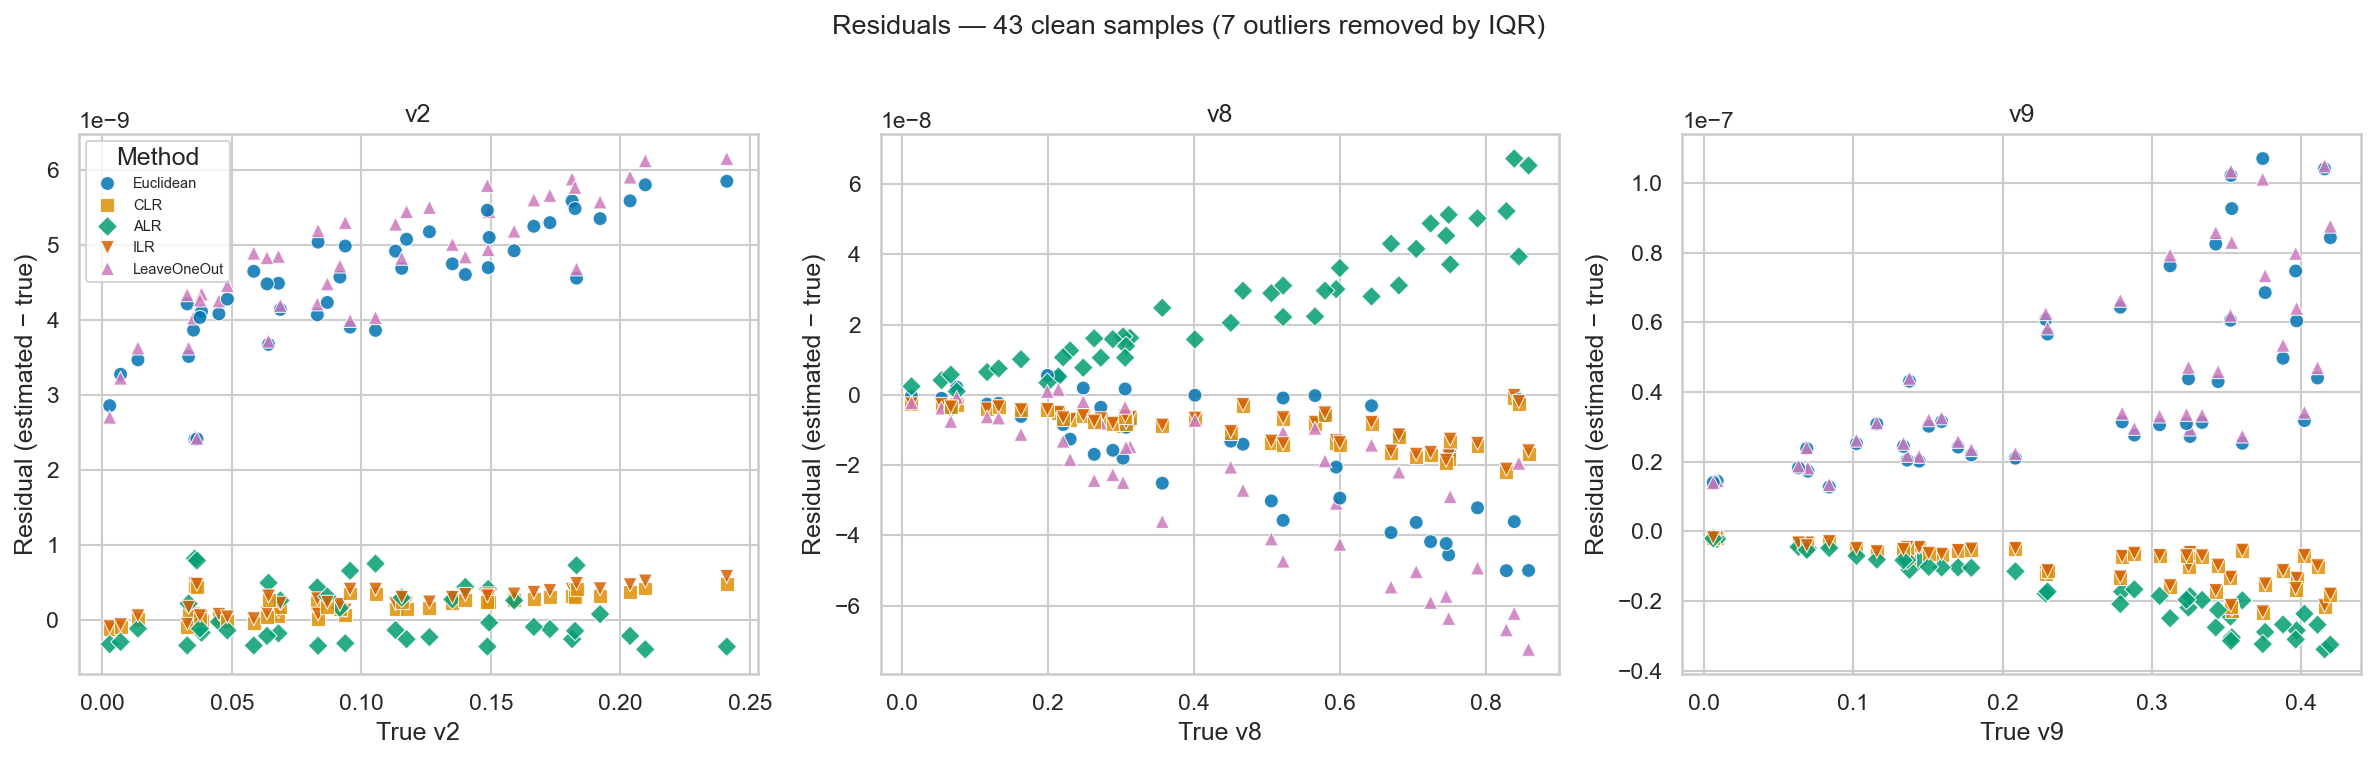 Residuals — 43 clean samples (7 outliers removed by IQR)
v2
1e−9
Residual (estimated − true)
6
5
4
3
2
1
0
Method
Euclidean
CLR
ALR
ILR
LeaveOneOut
0.00 0.05 0.10 0.15 0.20 0.25
True v2
v8
1e−8
Residual (estimated − true)
6
4
2
0
−2
−4
−6
0.0 0.2 0.4 0.6 0.8
True v8
v9
1e−7
Residual (estimated − true)
1.0
0.8
0.6
0.4
0.2
0.0
−0.2
−0.4
0.0 0.1 0.2 0.3 0.4
True v9